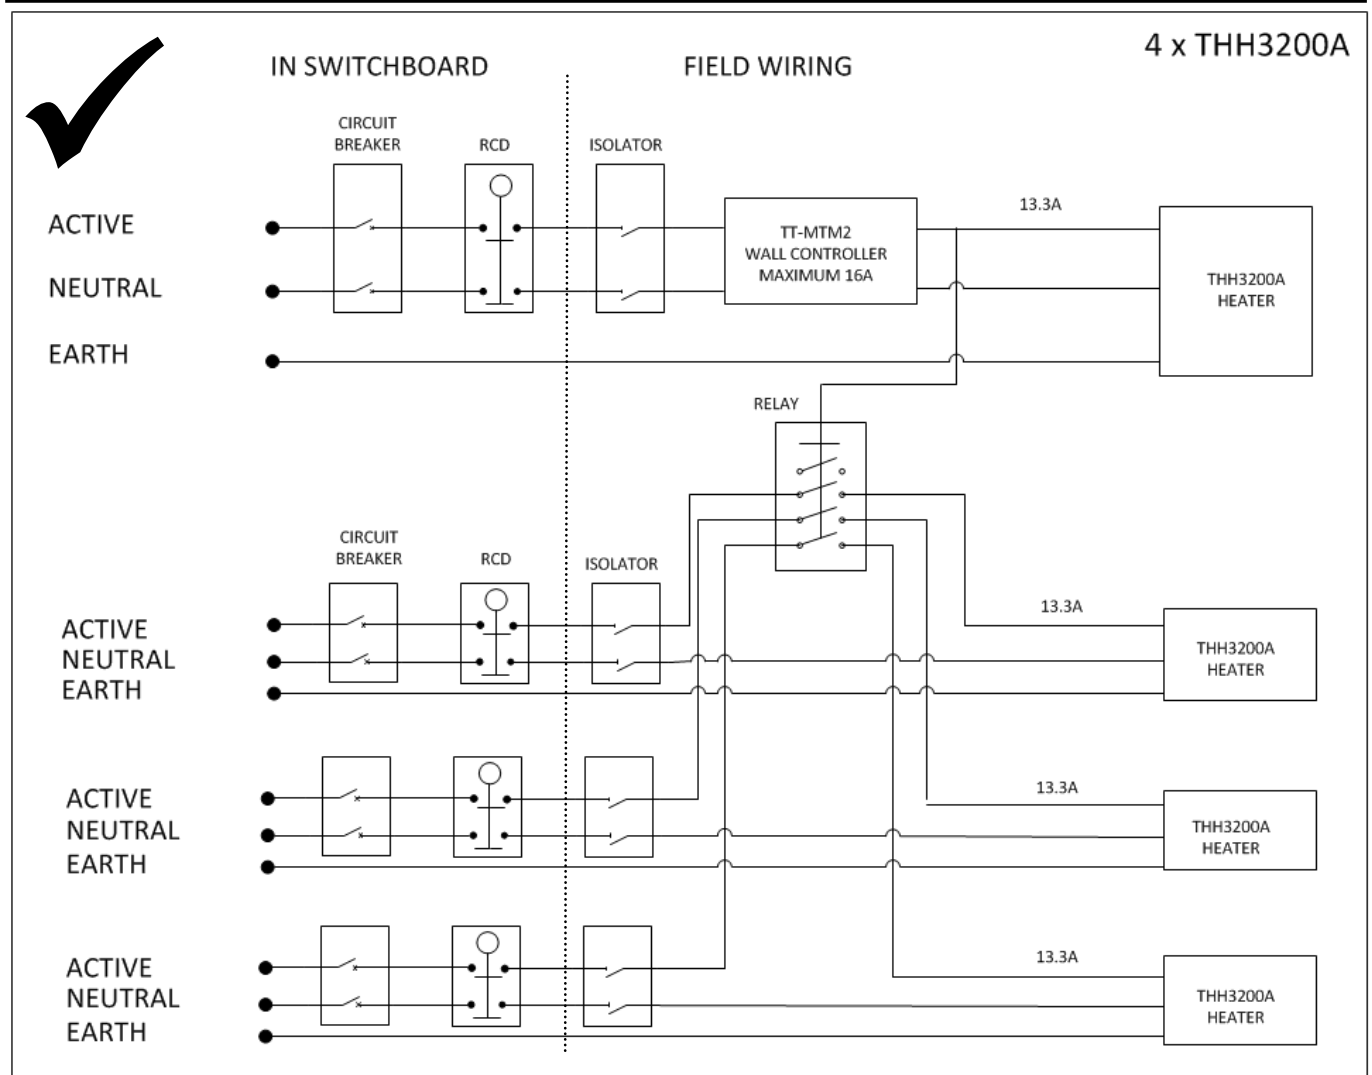 4 x THH3200A
IN SWITCHBOARD
FIELD WIRING
CIRCUIT
BREAKER
RCD
ISOLATOR
ACTIVE
NEUTRAL
EARTH
TT-MTM2
WALL CONTROLLER
MAXIMUM 16A
13.3A
THH3200A
HEATER
RELAY
CIRCUIT
BREAKER
RCD
ISOLATOR
ACTIVE
NEUTRAL
EARTH
13.3A
THH3200A
HEATER
ACTIVE
NEUTRAL
EARTH
13.3A
THH3200A
HEATER
ACTIVE
NEUTRAL
EARTH
13.3A
THH3200A
HEATER